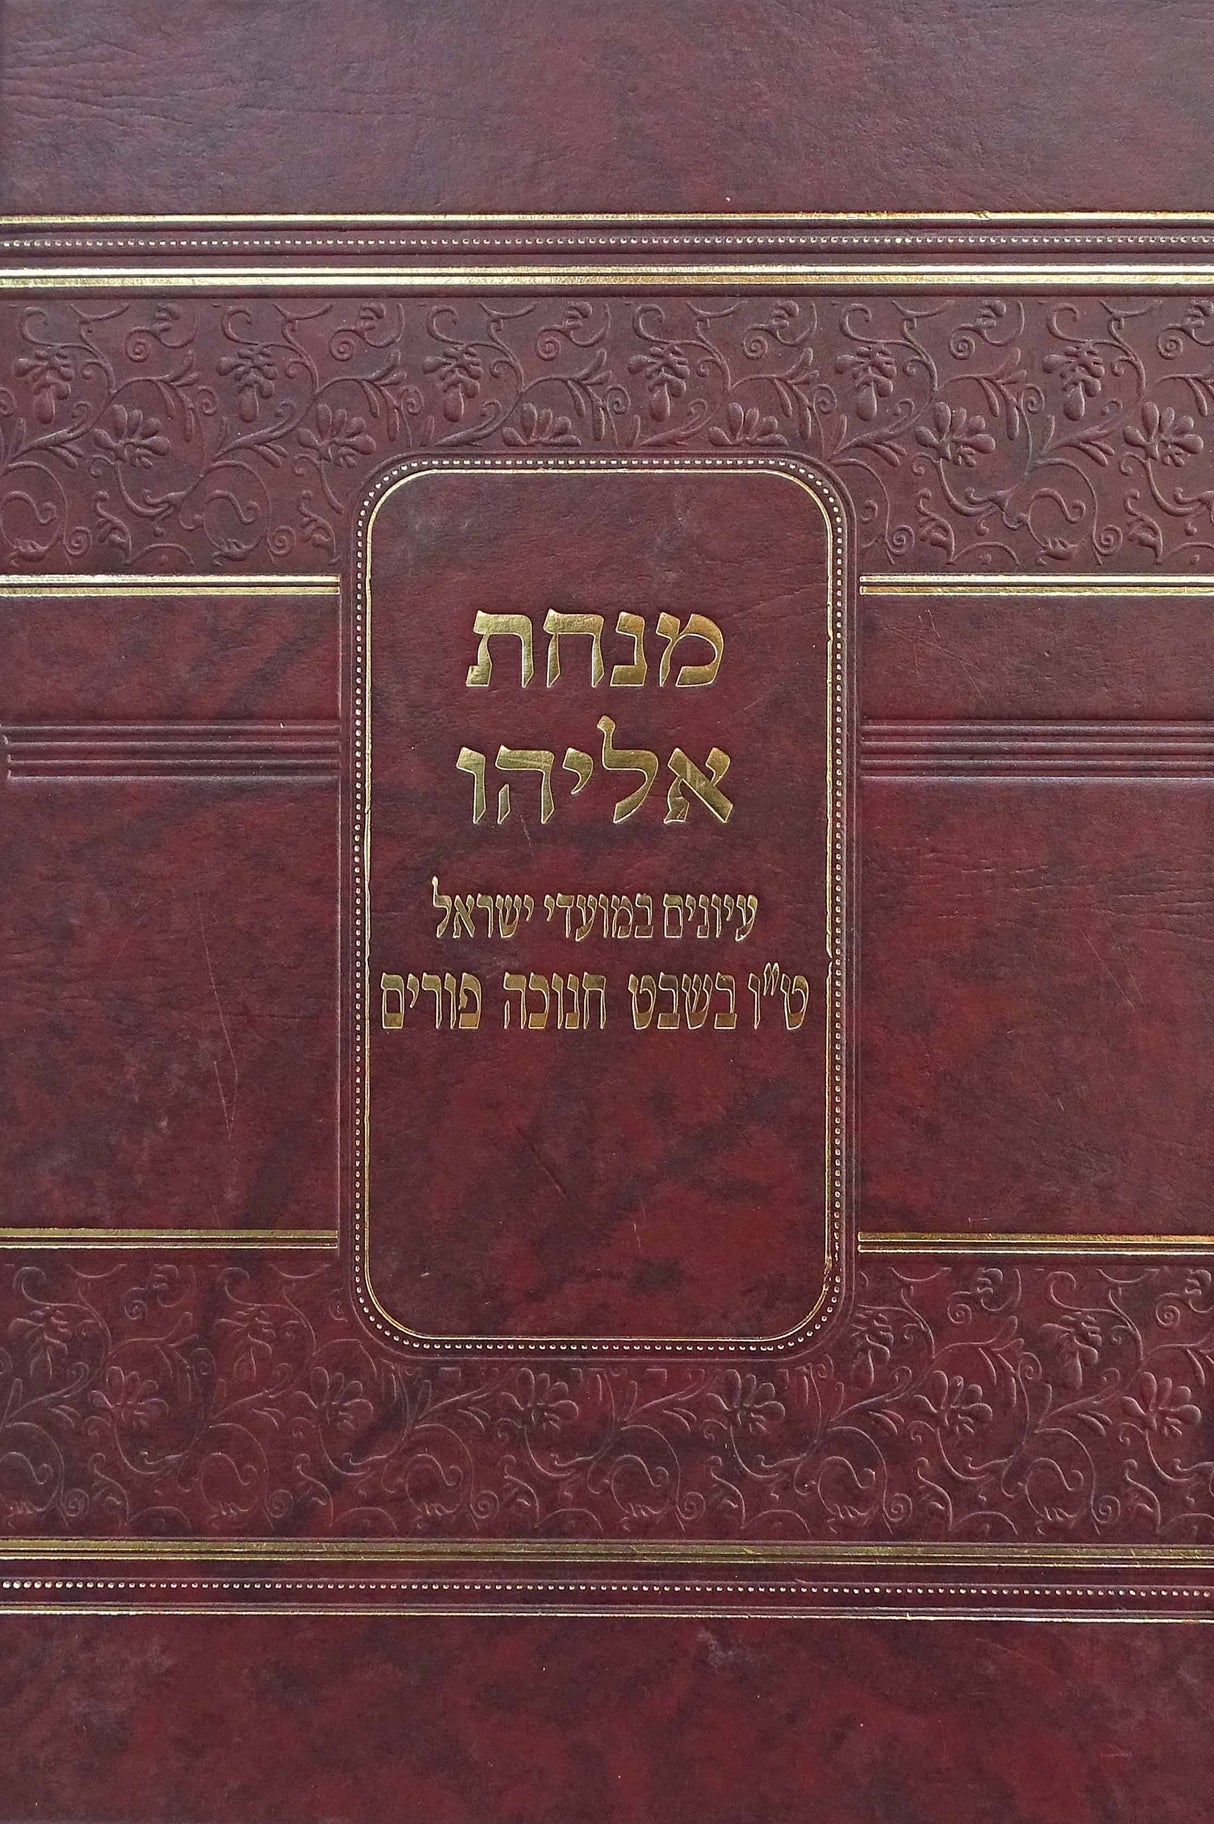 מנחת
אליהו
עיונים במועדי ישראל
ט"ו בשבט חנוכה פורים